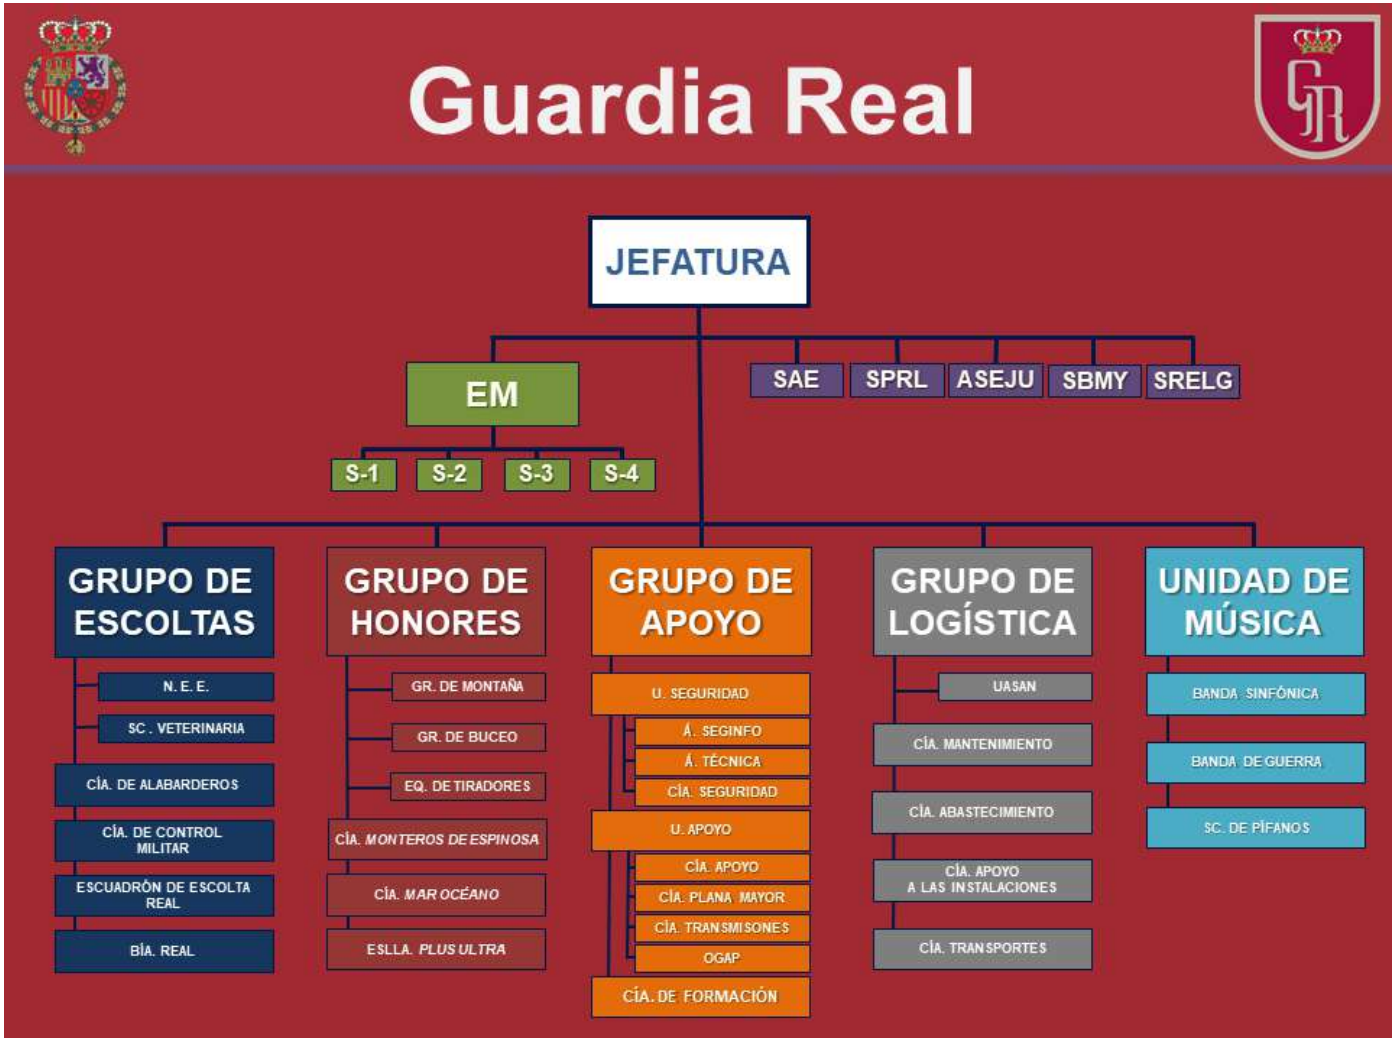 Guardia Real
GR
JEFATURA
EM
SAE
SPRL
ASEJU
SBMY
SRELG
S-1
S-2
S-3
S-4
GRUPO DE
ESCOLTAS
N. E. E.
SC . VETERINARIA
CÍA. DE ALABARDEROS
CÍA. DE CONTROL
MILITAR
ESCUADRÓN DE ESCOLTA
REAL
BÍA. REAL
GRUPO DE
HONORES
GR. DE MONTAÑA
GR. DE BUCEO
EQ. DE TIRADORES
CÍA. MONTEROS DE ESPINOSA
CÍA. MAR OCÉANO
ESLLA. PLUS ULTRA
GRUPO DE
APOYO
U. SEGURIDAD
Á. SEGINFO
Á. TÉCNICA
CÍA. SEGURIDAD
U. APOYO
CÍA. APOYO
CÍA. PLANA MAYOR
CÍA. TRANSMISONES
OGAP
CÍA. DE FORMACIÓN
GRUPO DE
LOGÍSTICA
UASAN
CÍA. MANTENIMIENTO
CÍA. ABASTECIMIENTO
CÍA. APOYO
A LAS INSTALACIONES
CÍA. TRANSPORTES
UNIDAD DE
MÚSICA
BANDA SINFÓNICA
BANDA DE GUERRA
SC. DE PÍFANOS